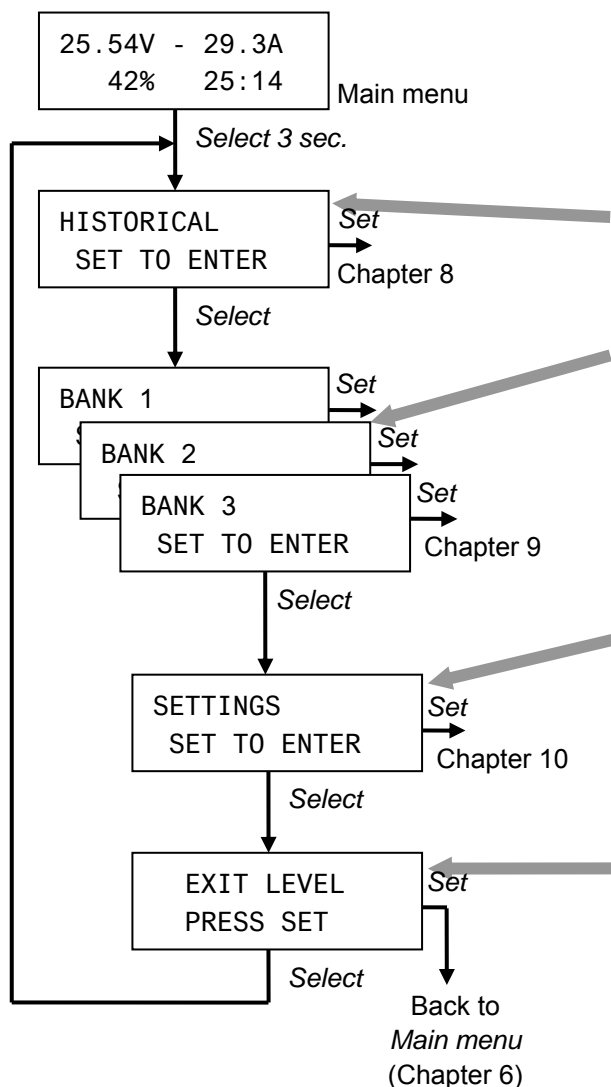 25.54V - 29.3A
42% 25:14
Main menu
Select 3 sec.
HISTORICAL
SET TO ENTER
Set
Chapter 8
Select
BANK 1
Set
BANK 2
Set
BANK 3
SET TO ENTER
Set
Chapter 9
Select
SETTINGS
SET TO ENTER
Set
Chapter 10
Select
EXIT LEVEL
PRESS SET
Set
Select
Back to
Main menu
(Chapter 6)